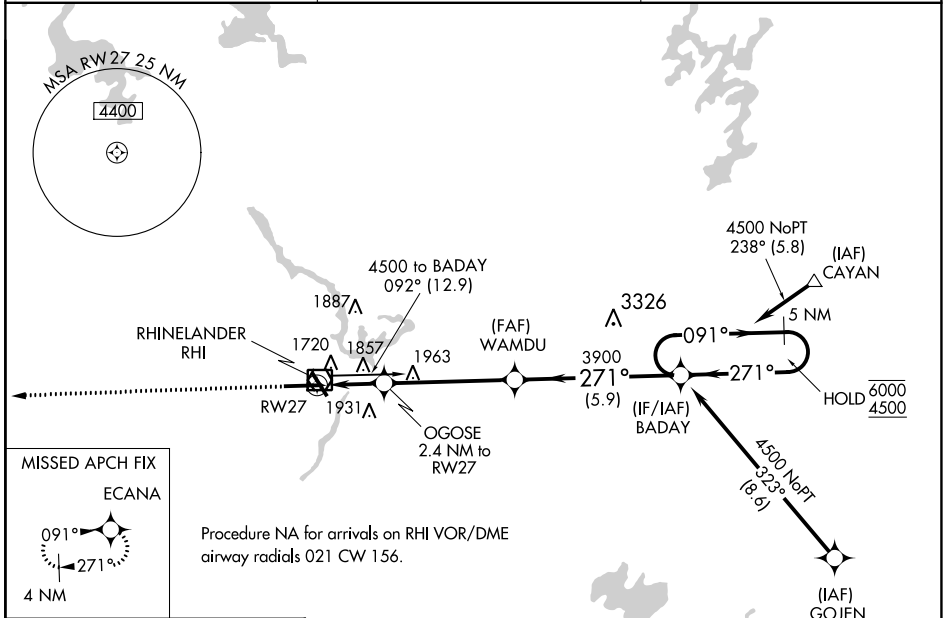 MSA RW27 25 NM
4400
4500 NoPT
238° (5.8)
(IAF)
CAYAN
4500 to BADAY
092° (12.9)
5 NM
1887
3326
091°
RHINELANDER
RHI
(FAF)
WAMDU
1720
1857
1963
3900
271°
(5.9)
271°
HOLD
6000
4500
RW27
1931
(IF/IAF)
BADAY
OGOSE
2.4 NM to
RW27
4500 NoPT
323°
(8.6)
MISSED APCH FIX
ECANA
091°
271°
4 NM
Procedure NA for arrivals on RHI VOR/DME
airway radials 021 CW 156.
(IAF)
GOJEN